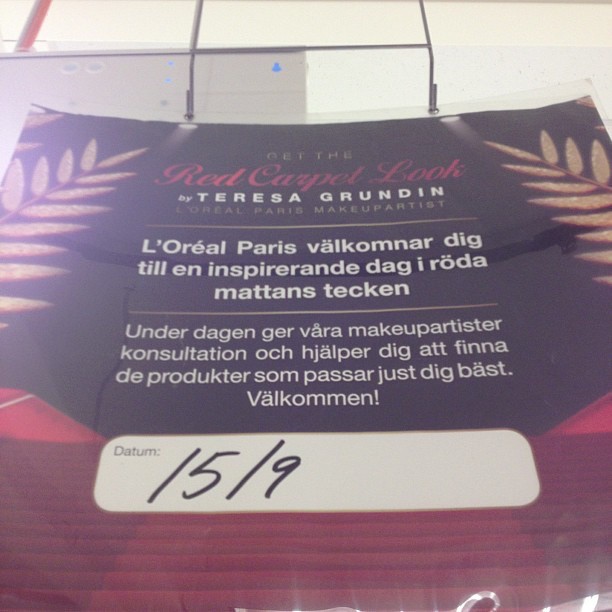 GET THE
Red Carpet Look
by TERESA GRUNDIN
L'ORÉAL PARIS MAKEUPARTIST
L'Oréal Paris välkomnar dig
till en inspirerande dag i röda
mattans tecken
Under dagen ger våra makeupartister
konsultation och hjälper dig att finna
de produkter som passar just dig bäst.
Välkommen!
Datum:
15/9